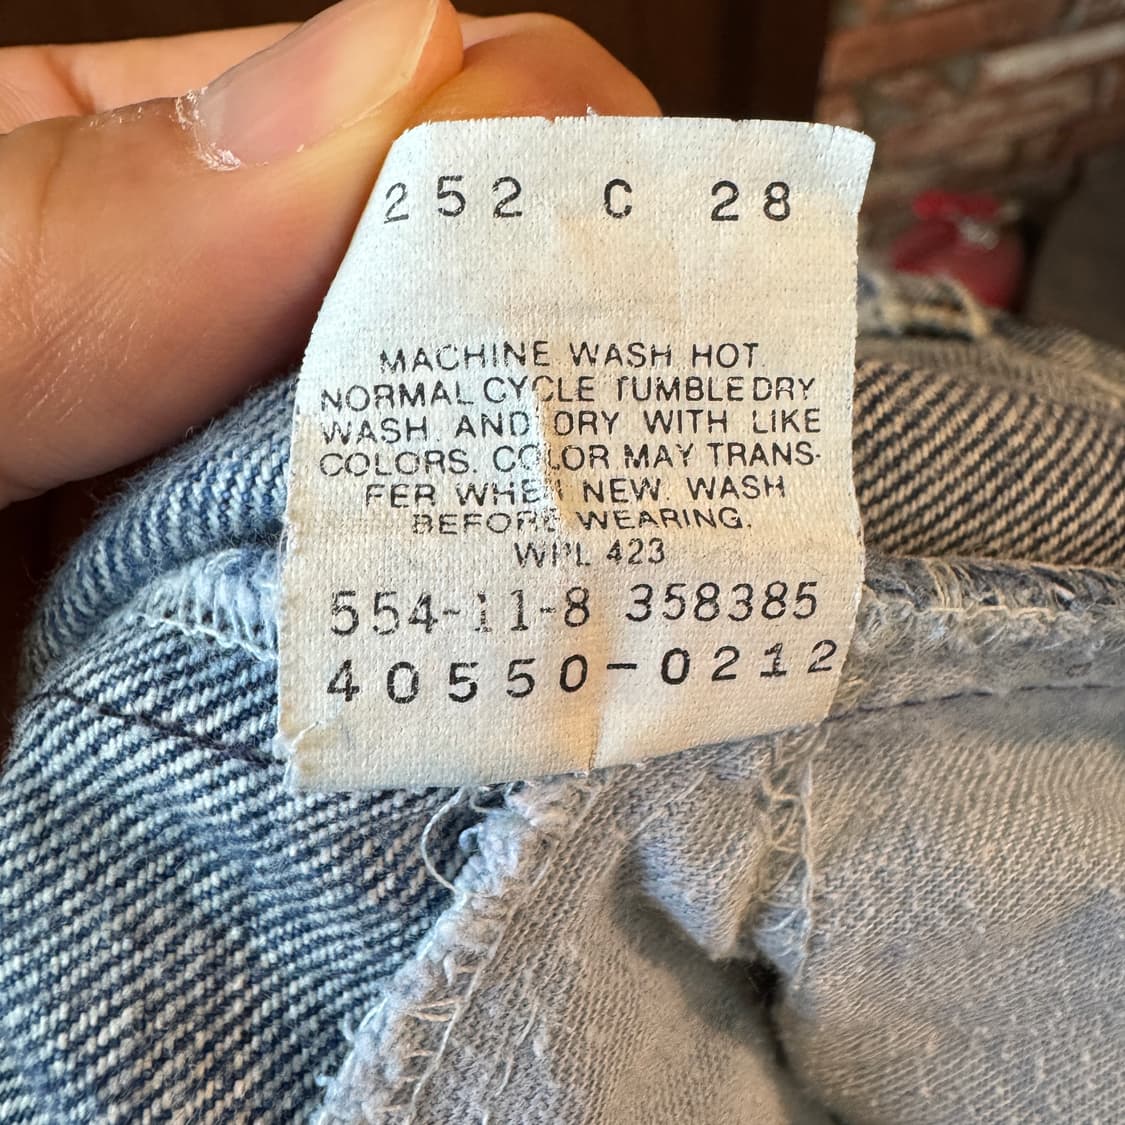 252 C 28
MACHINE WASH HOT
NORMAL CYCLE TUMBLE DRY
WASH AND DRY WITH LIKE
COLORS. COLOR MAY TRANS-
FER WHEN NEW. WASH
BEFORE WEARING.
WPL 423
554-11-8 358385
40550-0212